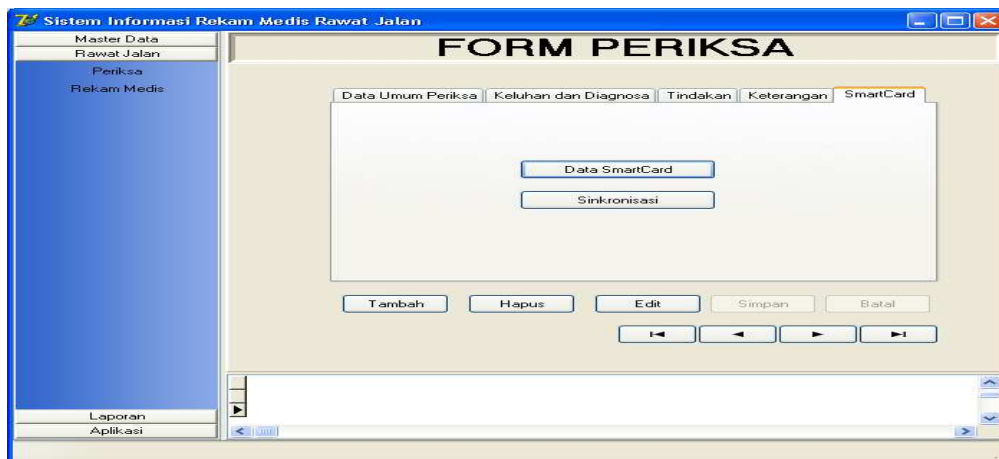 Sistem Informasi Rekam Medis Rawat Jalan
Master Data
Rawat Jalan
Periksa
Rekam Medis
FORM PERIKSA
Data Umum Periksa Keluhan dan Diagnosa Tindakan Keterangan SmartCard
Data SmartCard
Sinkronisasi
Tambah Hapus Edit Simpan Batal
Laporan
Aplikasi